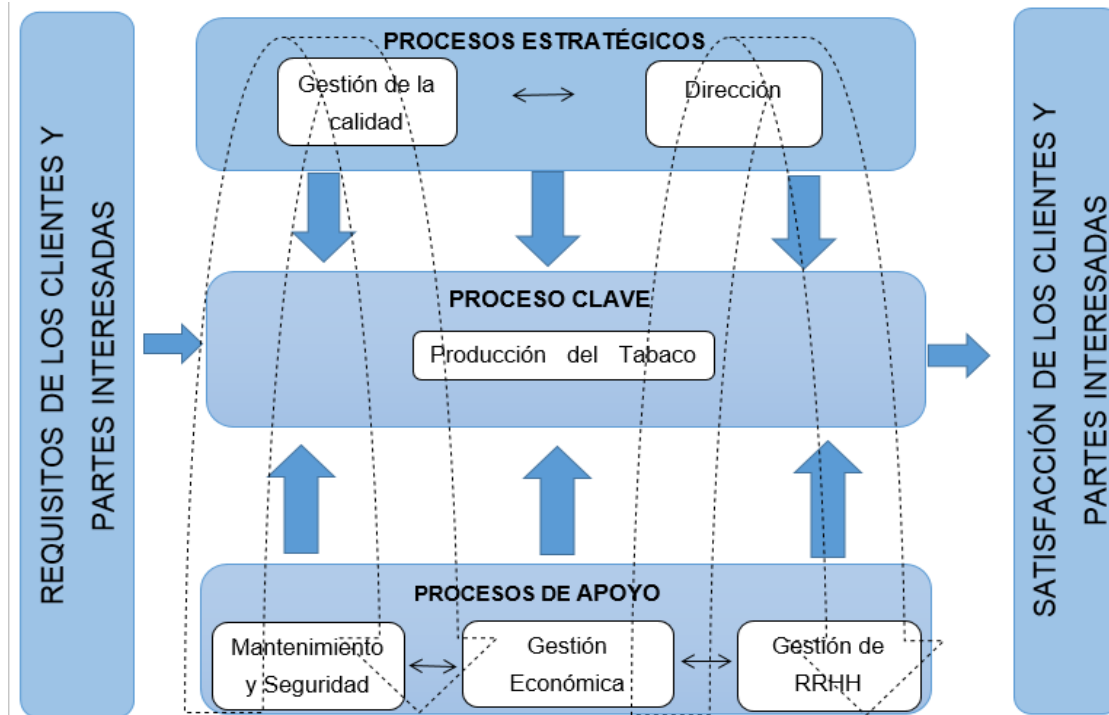 REQUISITOS DE LOS CLIENTES Y
PARTES INTERESADAS
PROCESOS ESTRATÉGICOS
Gestión de la
calidad
Dirección
PROCESO CLAVE
Producción del Tabaco
PROCESOS DE APOYO
Mantenimiento
y Seguridad
Gestión
Económica
Gestión de
RRHH
SATISFACCIÓN DE LOS CLIENTES Y
PARTES INTERESADAS